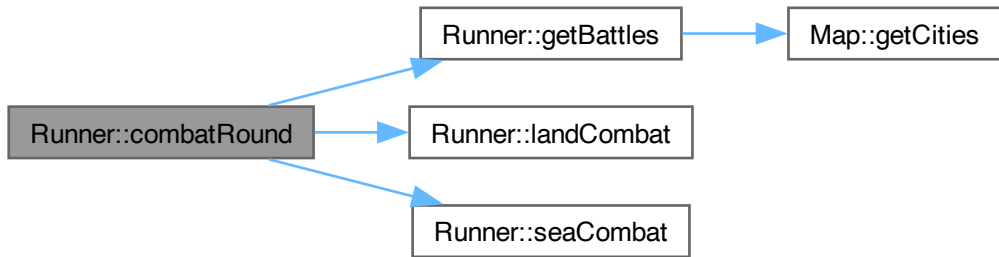 Runner::combatRound
Runner::getBattles
Map::getCities
Runner::landCombat
Runner::seaCombat